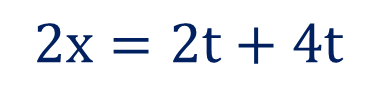 2x = 2t + 4t